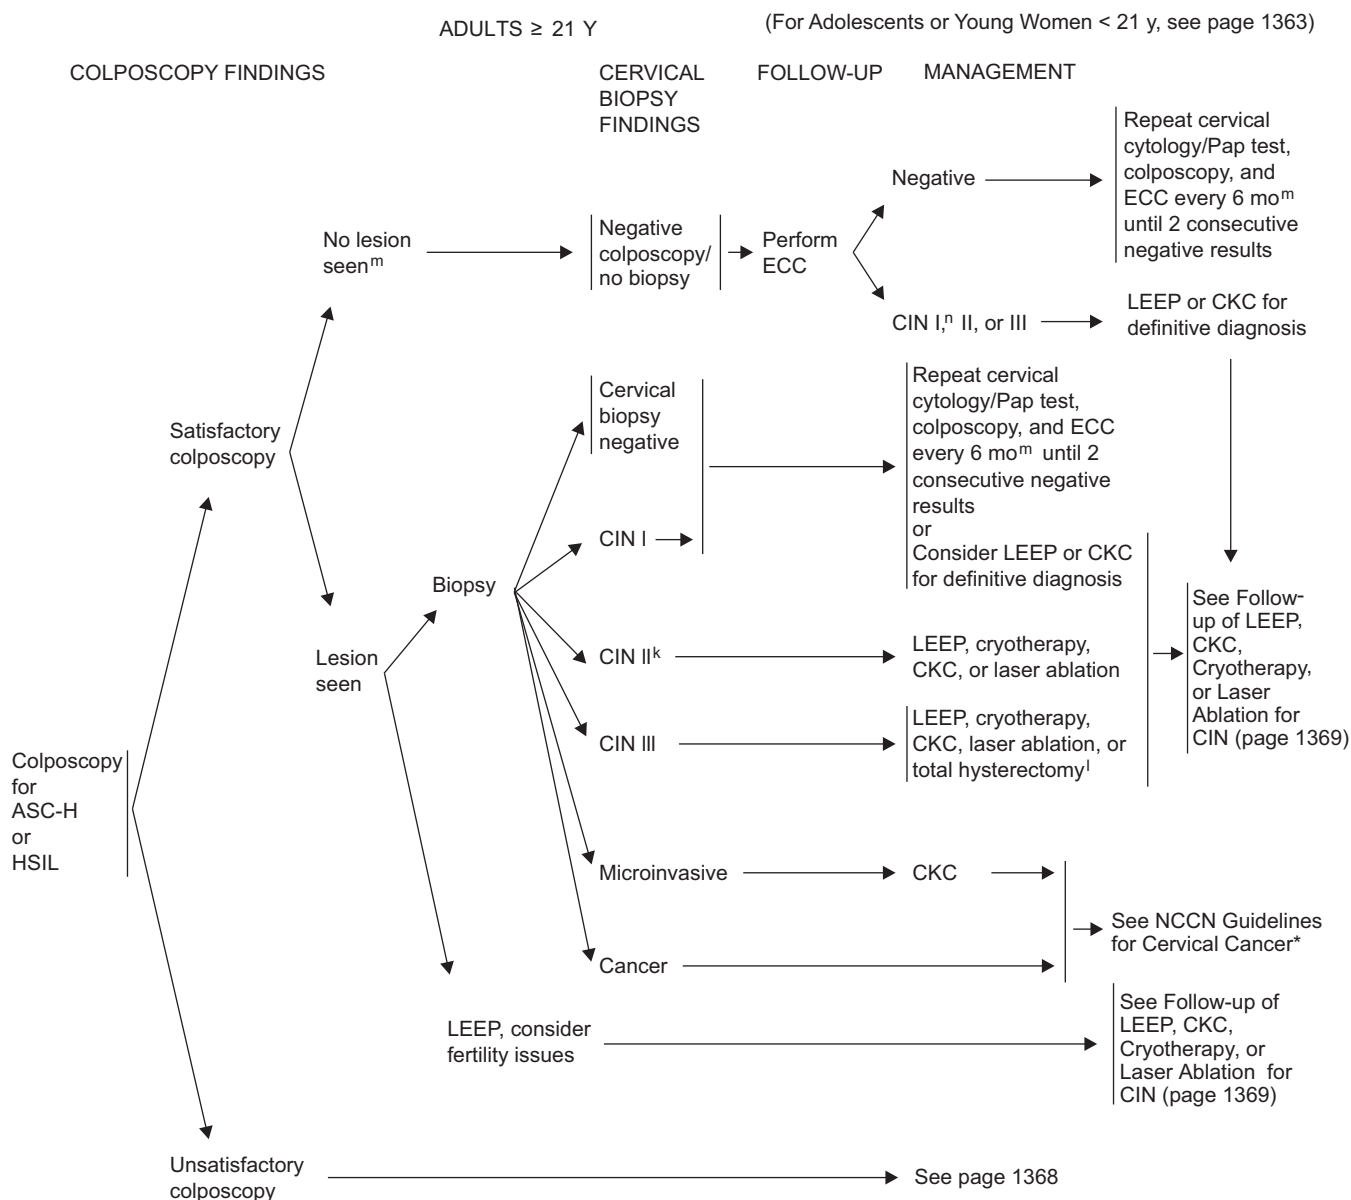 ADULTS ≥ 21 Y
(For Adolescents or Young Women < 21 y, see page 1363)
COLPOSCOPY FINDINGS
CERVICAL
BIOPSY
FINDINGS
FOLLOW-UP
MANAGEMENT
Colposcopy
for
ASC-H
or
HSIL
Satisfactory
colposcopy
No lesion
seenᵐ
Negative
colposcopy/
no biopsy
Perform
ECC
Negative
Repeat cervical
cytology/Pap test,
colposcopy, and
ECC every 6 moᵐ
until 2 consecutive
negative results
CIN I,ⁿ II, or III
LEEP or CKC for
definitive diagnosis
Lesion
seen
Biopsy
Cervical
biopsy
negative
CIN I
Repeat cervical
cytology/Pap test,
colposcopy, and ECC
every 6 moᵐ until 2
consecutive negative
results
or
Consider LEEP or CKC
for definitive diagnosis
CIN IIᵏ
LEEP, cryotherapy,
CKC, or laser ablation
CIN III
LEEP, cryotherapy,
CKC, laser ablation, or
total hysterectomyˡ
See Follow-
up of LEEP,
CKC,
Cryotherapy,
or Laser
Ablation for
CIN (page 1369)
Microinvasive
CKC
Cancer
See NCCN Guidelines
for Cervical Cancer*
LEEP, consider
fertility issues
See Follow-up of
LEEP, CKC,
Cryotherapy, or
Laser Ablation for
CIN (page 1369)
Unsatisfactory
colposcopy
See page 1368